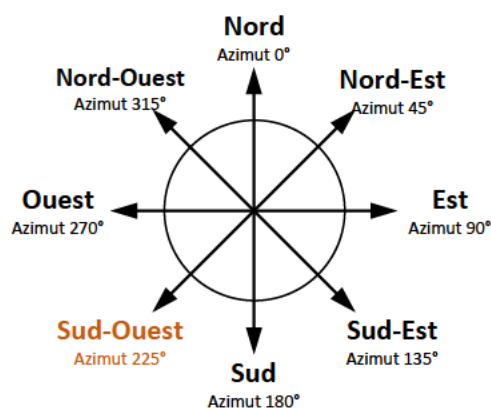 Nord
Azimut 0°
Nord-Ouest
Azimut 315°
Nord-Est
Azimut 45°
Ouest
Azimut 270°
Est
Azimut 90°
Sud-Ouest
Azimut 225°
Sud-Est
Azimut 135°
Sud
Azimut 180°